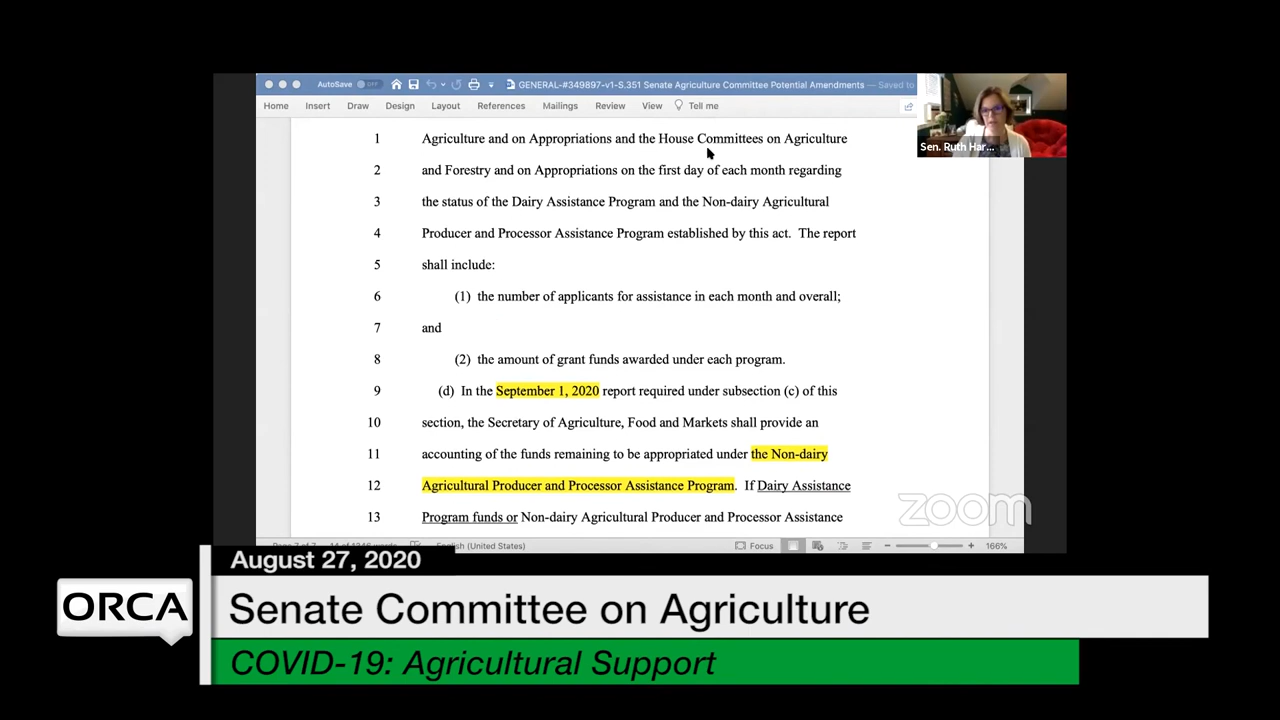 AutoSave OFF
GENERAL-#349897-v1-S.351 Senate Agriculture Committee Potential Amendments — Saved to
Home Insert Draw Design Layout References Mailings Review View Tell me
Sen. Ruth Har...
1 Agriculture and on Appropriations and the House Committees on Agriculture
2 and Forestry and on Appropriations on the first day of each month regarding
3 the status of the Dairy Assistance Program and the Non-dairy Agricultural
4 Producer and Processor Assistance Program established by this act. The report
5 shall include:
6 (1) the number of applicants for assistance in each month and overall;
7 and
8 (2) the amount of grant funds awarded under each program.
9 (d) In the September 1, 2020 report required under subsection (c) of this
10 section, the Secretary of Agriculture, Food and Markets shall provide an
11 accounting of the funds remaining to be appropriated under the Non-dairy
12 Agricultural Producer and Processor Assistance Program. If Dairy Assistance
13 Program funds or Non-dairy Agricultural Producer and Processor Assistance
zoom
English (United States) Focus 166%
August 27, 2020
ORCA
Senate Committee on Agriculture
COVID-19: Agricultural Support